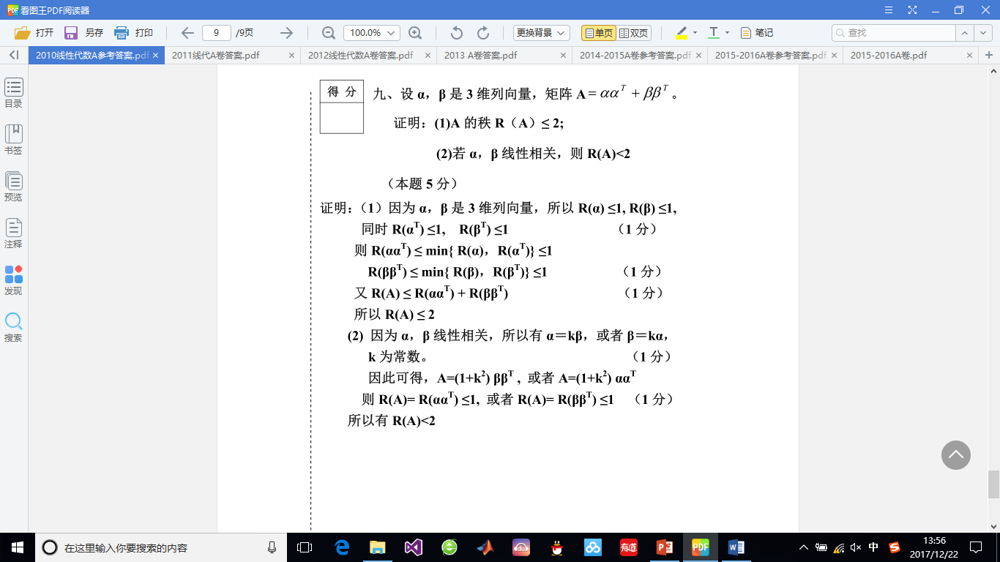 看图王PDF阅读器
打开 另存 打印 9 /9页 100.0% 更换背景 单页 双页 笔记 查找
2010线性代数A参考答案.pdf 2011线代A卷答案.pdf 2012线性代数A卷答案.pdf 2013 A卷答案.pdf 2014-2015A卷参考答案.pdf 2015-2016A卷参考答案.pdf 2015-2016A卷.pdf
目录
书签
预览
注释
发现
搜索
得 分
九、设 α，β 是 3 维列向量，矩阵 A = αα^T + ββ^T 。
证明：(1)A 的秩 R（A）≤ 2;
(2)若 α，β 线性相关，则 R(A)<2
（本题 5 分）
证明：（1）因为 α，β 是 3 维列向量，所以 R(α) ≤1, R(β) ≤1,
同时 R(α^T) ≤1, R(β^T) ≤1 （1 分）
则 R(αα^T) ≤ min{ R(α)，R(α^T)} ≤1
R(ββ^T) ≤ min{ R(β)，R(β^T)} ≤1 （1 分）
又 R(A) ≤ R(αα^T) + R(ββ^T) （1 分）
所以 R(A) ≤ 2
(2) 因为 α，β 线性相关，所以有 α＝kβ，或者 β＝kα，
k 为常数。 （1 分）
因此可得，A=(1+k²) ββ^T , 或者 A=(1+k²) αα^T
则 R(A)= R(αα^T) ≤1, 或者 R(A)= R(ββ^T) ≤1 （1 分）
所以有 R(A)<2
在这里输入你要搜索的内容
edu
有道
PDF
中
13:56
2017/12/22